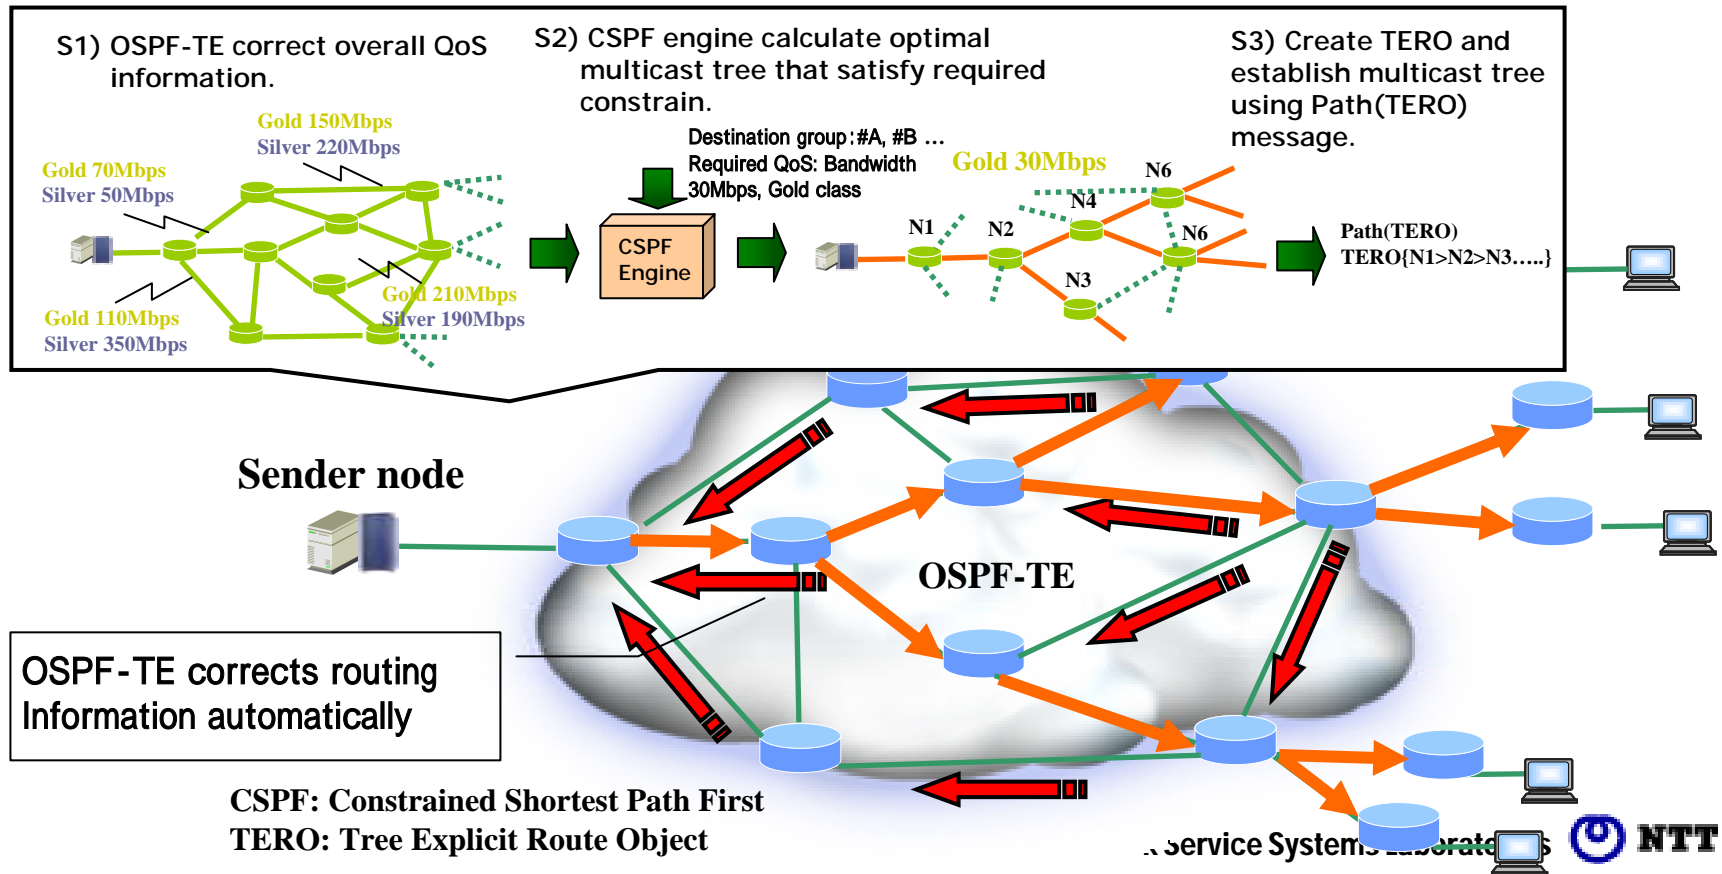 S1) OSPF-TE correct overall QoS
information.
S2) CSPF engine calculate optimal
multicast tree that satisfy required
constrain.
S3) Create TERO and
establish multicast tree
using Path(TERO)
message.
Gold 150Mbps
Silver 220Mbps
Gold 70Mbps
Silver 50Mbps
Gold 210Mbps
Silver 190Mbps
Gold 110Mbps
Silver 350Mbps
Destination group:#A, #B ...
Required QoS: Bandwidth
30Mbps, Gold class
CSPF
Engine
Gold 30Mbps
N1
N2
N4
N6
N6
N3
Path(TERO)
TERO{N1>N2>N3.....}
Sender node
OSPF-TE
OSPF-TE corrects routing
Information automatically
CSPF: Constrained Shortest Path First
TERO: Tree Explicit Route Object
Service Systems
NTT